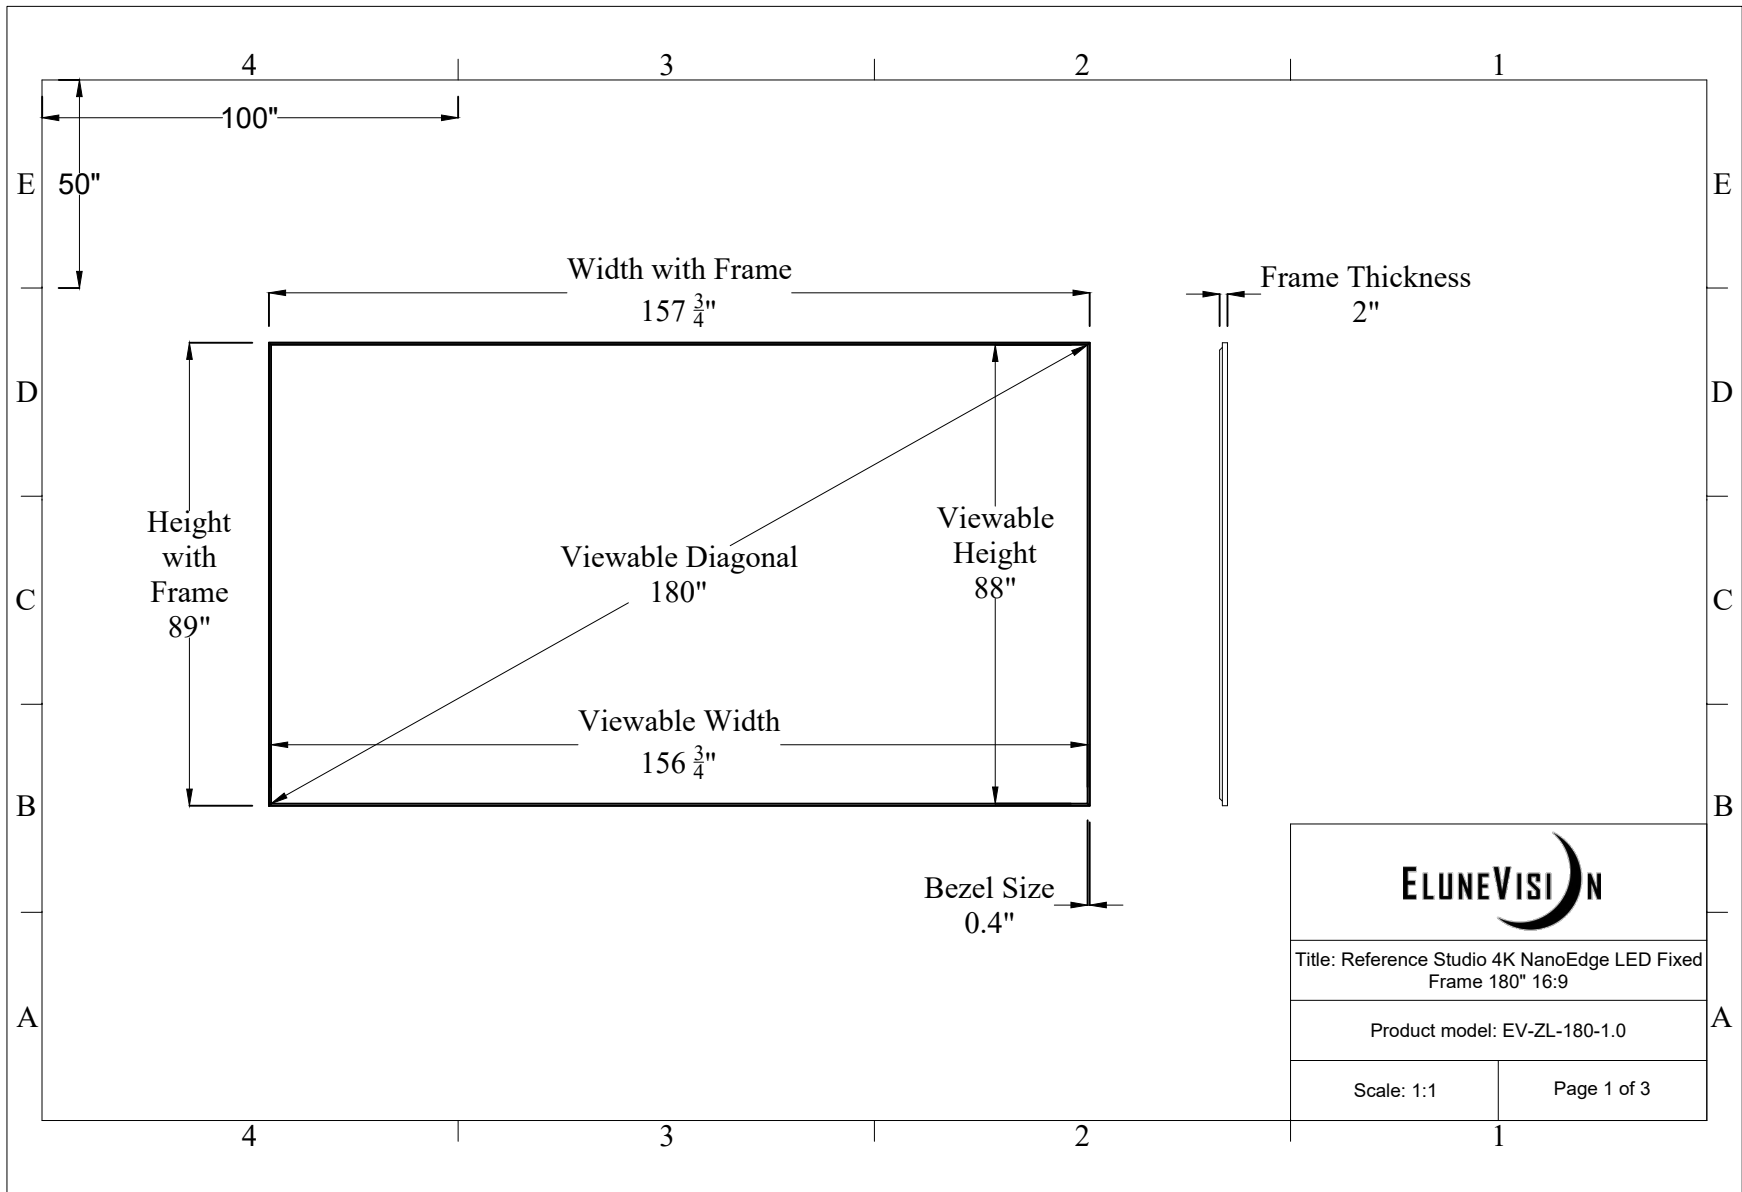 4 3 2 1
100"
E 50" E
Width with Frame
157 3/4"
Frame Thickness
2"
D D
Height
with
Frame
89"
Viewable Diagonal
180"
Viewable
Height
88"
C C
Viewable Width
156 3/4"
B B
Bezel Size
0.4"
ELUNEVISION
Title: Reference Studio 4K NanoEdge LED Fixed
Frame 180" 16:9
A A
Product model: EV-ZL-180-1.0
Scale: 1:1 Page 1 of 3
4 3 2 1